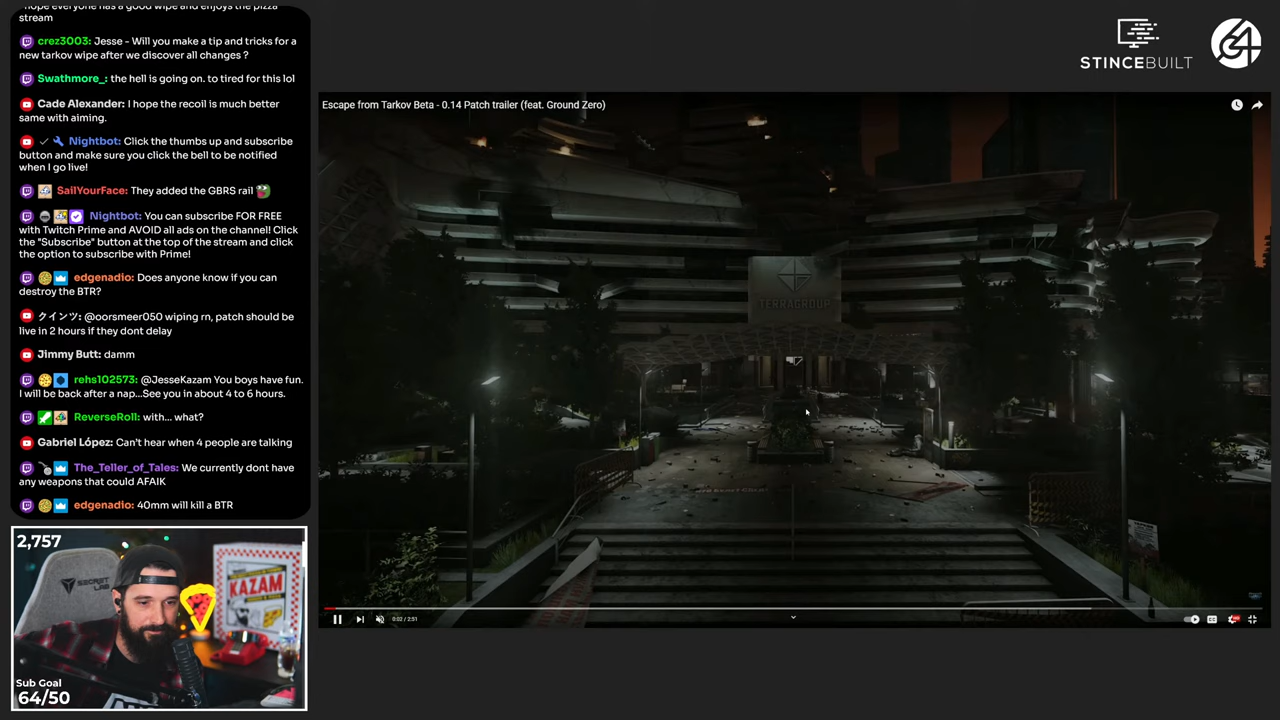 hope everyone has a good wipe and enjoys the pizza
stream
crez3003: Jesse - Will you make a tip and tricks for a
new tarkov wipe after we discover all changes ?
Swathmore_: the hell is going on. to tired for this lol
Cade Alexander: I hope the recoil is much better
same with aiming.
Nightbot: Click the thumbs up and subscribe
button and make sure you click the bell to be notified
when I go live!
SailYourFace: They added the GBRS rail
Nightbot: You can subscribe FOR FREE
with Twitch Prime and AVOID all ads on the channel! Click
the "Subscribe" button at the top of the stream and click
the option to subscribe with Prime!
edgenadio: Does anyone know if you can
destroy the BTR?
クインツ: @oorsmeer050 wiping rn, patch should be
live in 2 hours if they dont delay
Jimmy Butt: damm
rehs102573: @JesseKazam You boys have fun.
I will be back after a nap...See you in about 4 to 6 hours.
ReverseRoll: with... what?
Gabriel López: Can't hear when 4 people are talking
The_Teller_of_Tales: We currently dont have
any weapons that could AFAIK
edgenadio: 40mm will kill a BTR
2,757
SECRETLAB
KAZAM
Sub Goal
64/50
STINCEBUILT
Escape from Tarkov Beta - 0.14 Patch trailer (feat. Ground Zero)
TERRAGROUP
0:02 / 2:51
CC